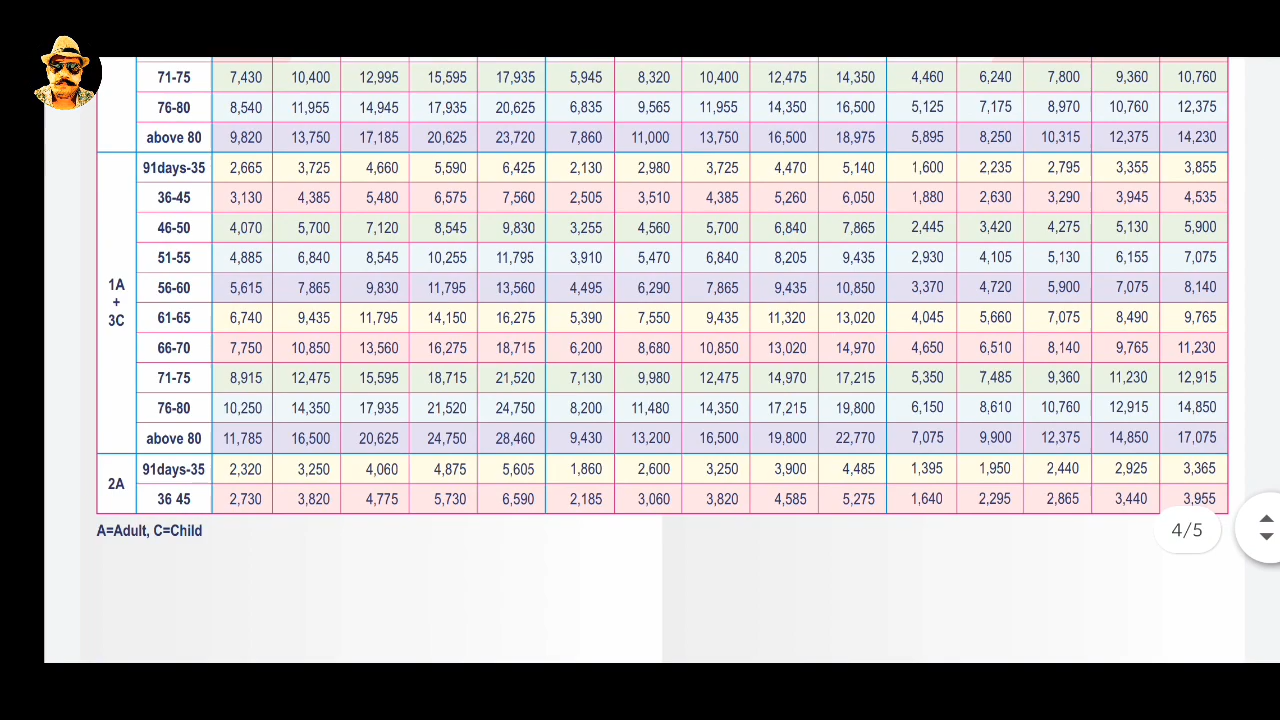 71-75 7,430 10,400 12,995 15,595 17,935 5,945 8,320 10,400 12,475 14,350 4,460 6,240 7,800 9,360 10,760
76-80 8,540 11,955 14,945 17,935 20,625 6,835 9,565 11,955 14,350 16,500 5,125 7,175 8,970 10,760 12,375
above 80 9,820 13,750 17,185 20,625 23,720 7,860 11,000 13,750 16,500 18,975 5,895 8,250 10,315 12,375 14,230
1A
+
3C
91days-35 2,665 3,725 4,660 5,590 6,425 2,130 2,980 3,725 4,470 5,140 1,600 2,235 2,795 3,355 3,855
36-45 3,130 4,385 5,480 6,575 7,560 2,505 3,510 4,385 5,260 6,050 1,880 2,630 3,290 3,945 4,535
46-50 4,070 5,700 7,120 8,545 9,830 3,255 4,560 5,700 6,840 7,865 2,445 3,420 4,275 5,130 5,900
51-55 4,885 6,840 8,545 10,255 11,795 3,910 5,470 6,840 8,205 9,435 2,930 4,105 5,130 6,155 7,075
56-60 5,615 7,865 9,830 11,795 13,560 4,495 6,290 7,865 9,435 10,850 3,370 4,720 5,900 7,075 8,140
61-65 6,740 9,435 11,795 14,150 16,275 5,390 7,550 9,435 11,320 13,020 4,045 5,660 7,075 8,490 9,765
66-70 7,750 10,850 13,560 16,275 18,715 6,200 8,680 10,850 13,020 14,970 4,650 6,510 8,140 9,765 11,230
71-75 8,915 12,475 15,595 18,715 21,520 7,130 9,980 12,475 14,970 17,215 5,350 7,485 9,360 11,230 12,915
76-80 10,250 14,350 17,935 21,520 24,750 8,200 11,480 14,350 17,215 19,800 6,150 8,610 10,760 12,915 14,850
above 80 11,785 16,500 20,625 24,750 28,460 9,430 13,200 16,500 19,800 22,770 7,075 9,900 12,375 14,850 17,075
2A
91days-35 2,320 3,250 4,060 4,875 5,605 1,860 2,600 3,250 3,900 4,485 1,395 1,950 2,440 2,925 3,365
36 45 2,730 3,820 4,775 5,730 6,590 2,185 3,060 3,820 4,585 5,275 1,640 2,295 2,865 3,440 3,955
A=Adult, C=Child
4/5